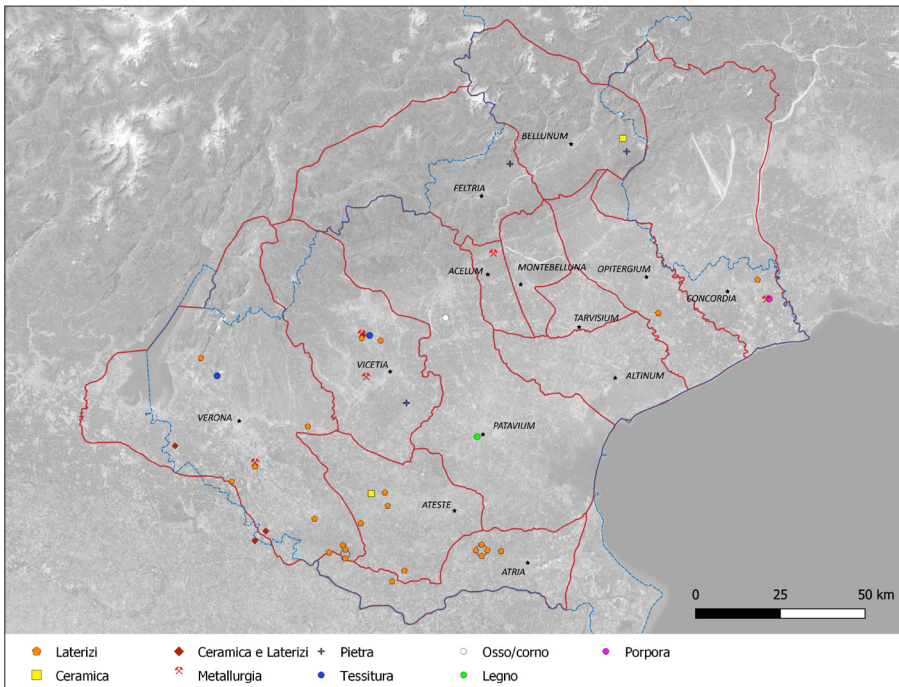 BELLUNUM
FELTRIA
ACELUM
MONTEBELLUNA
OPITERGIUM
CONCORDIA
TARVISIUM
VICETIA
ALTINUM
VERONA
PATAVIUM
ATESTE
ATRIA
0 25 50 km
Laterizi Ceramica e Laterizi Pietra Osso/corno Porpora
Ceramica Metallurgia Tessitura Legno